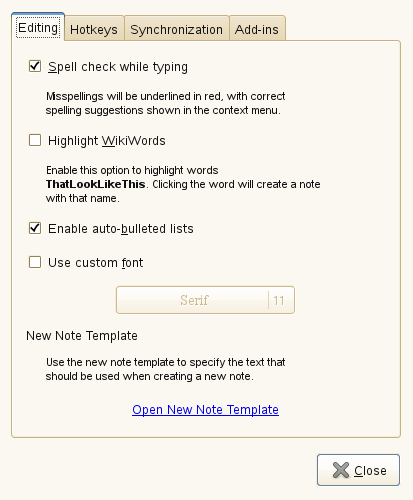 Editing Hotkeys Synchronization Add-ins
Spell check while typing
Misspellings will be underlined in red, with correct
spelling suggestions shown in the context menu.
Highlight WikiWords
Enable this option to highlight words
ThatLookLikeThis. Clicking the word will create a note
with that name.
Enable auto-bulleted lists
Use custom font
Serif 11
New Note Template
Use the new note template to specify the text that
should be used when creating a new note.
Open New Note Template
Close